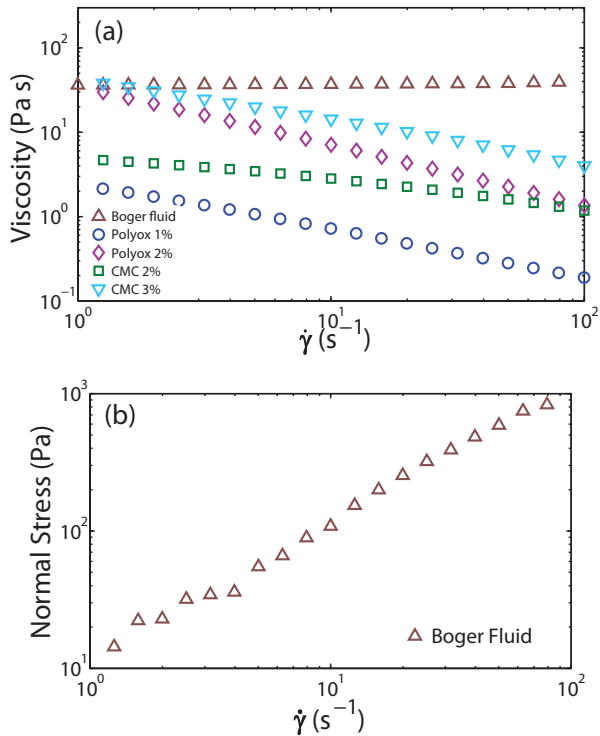 (a)
Viscosity (Pa s)
10²
10¹
10⁰
10⁻¹
Boger fluid
Polyox 1%
Polyox 2%
CMC 2%
CMC 3%
10⁰
10¹
10²
γ̇ (s⁻¹)
(b)
Normal Stress (Pa)
10³
10²
10¹
Boger Fluid
10⁰
10¹
10²
γ̇ (s⁻¹)